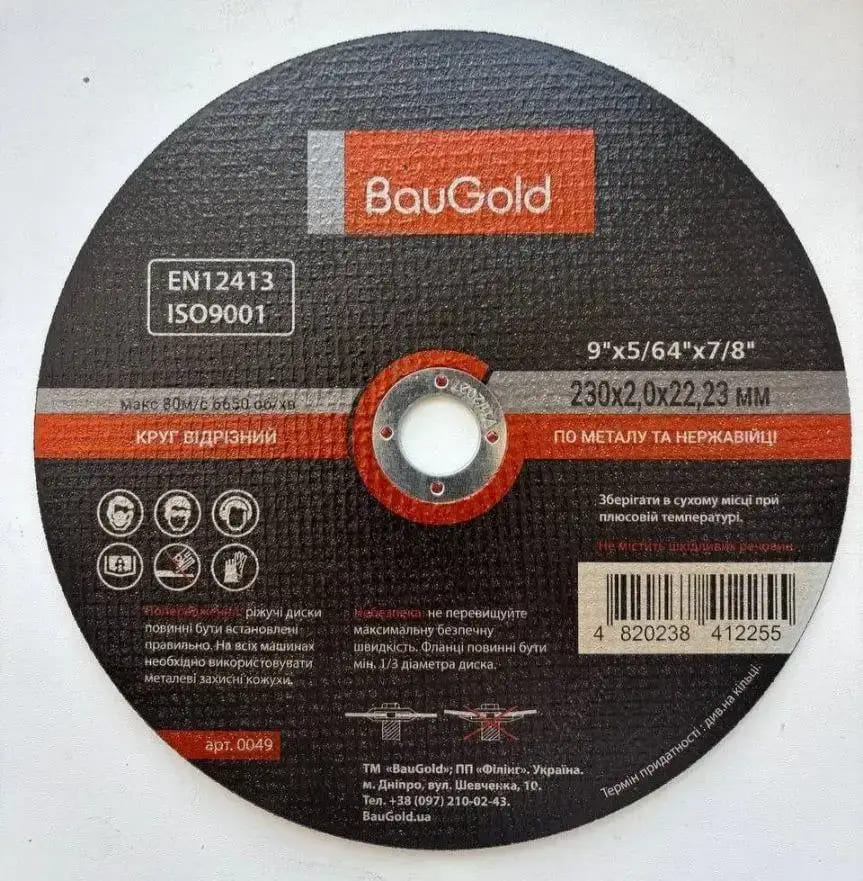 BauGold
EN12413
ISO9001
9"x5/64"x7/8"
макс 80м/с 6650 об/хв
230x2,0x22,23 мм
КРУГ ВІДРІЗНИЙ
ПО МЕТАЛУ ТА НЕРЖАВІЙЦІ
Зберігати в сухому місці при
плюсовій температурі.
Не містить шкідливих речовин
4 820238 412255
Попередження: ріжучі диски
повинні бути встановлені
правильно. На всіх машинах
необхідно використовувати
металеві захисні кожухи.
Небезпека: не перевищуйте
максимальну безпечну
швидкість. Фланці повинні бути
мін. 1/3 діаметра диска.
арт. 0049
Термін придатності : див.на кільці.
ТМ «BauGold»; ПП «Філінг». Україна.
м. Дніпро, вул. Шевченка, 10.
Тел. +38 (097) 210-02-43.
BauGold.ua